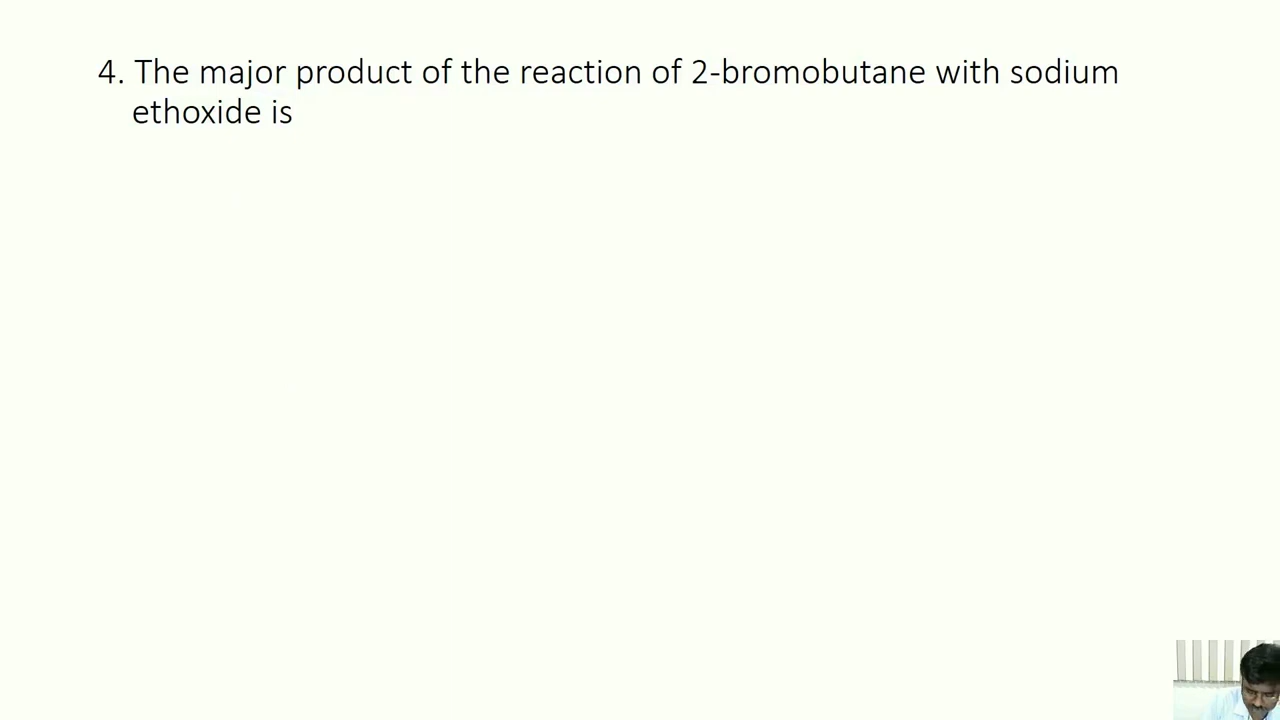 4. The major product of the reaction of 2-bromobutane with sodium
ethoxide is